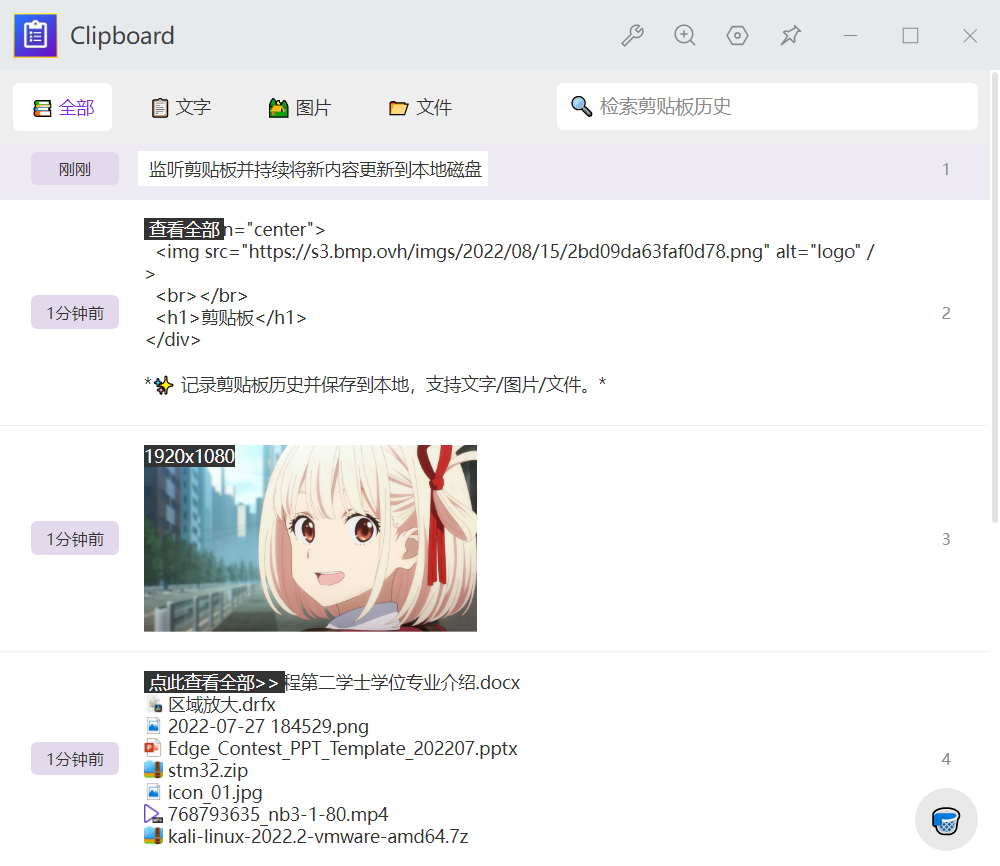 Clipboard
全部
文字
图片
文件
检索剪贴板历史
刚刚
监听剪贴板并持续将新内容更新到本地磁盘
1
查看全部n="center">
<img src="https://s3.bmp.ovh/imgs/2022/08/15/2bd09da63faf0d78.png" alt="logo" /
>
<br></br>
1分钟前
<h1>剪贴板</h1>
2
</div>
*✨ 记录剪贴板历史并保存到本地，支持文字/图片/文件。*
1920x1080
1分钟前
3
点此查看全部>>程第二学士学位专业介绍.docx
区域放大.drfx
2022-07-27 184529.png
Edge_Contest_PPT_Template_202207.pptx
1分钟前
4
stm32.zip
icon_01.jpg
768793635_nb3-1-80.mp4
kali-linux-2022.2-vmware-amd64.7z